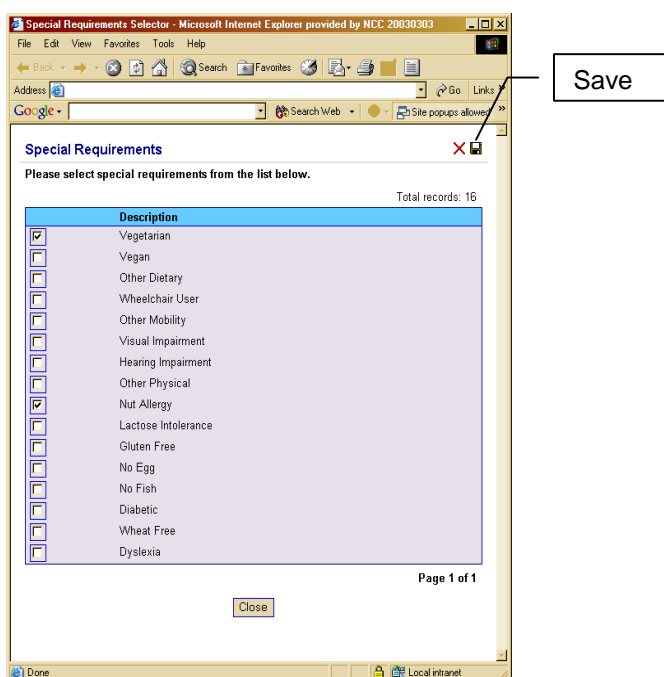 Special Requirements Selector - Microsoft Internet Explorer provided by NCC 20030303
File Edit View Favorites Tools Help
Back Search Favorites
Address Go Links »
Google Search Web Site popups allowed »
Save
Special Requirements
Please select special requirements from the list below.
Total records: 16
Description
Vegetarian
Vegan
Other Dietary
Wheelchair User
Other Mobility
Visual Impairment
Hearing Impairment
Other Physical
Nut Allergy
Lactose Intolerance
Gluten Free
No Egg
No Fish
Diabetic
Wheat Free
Dyslexia
Page 1 of 1
Close
Done Local intranet